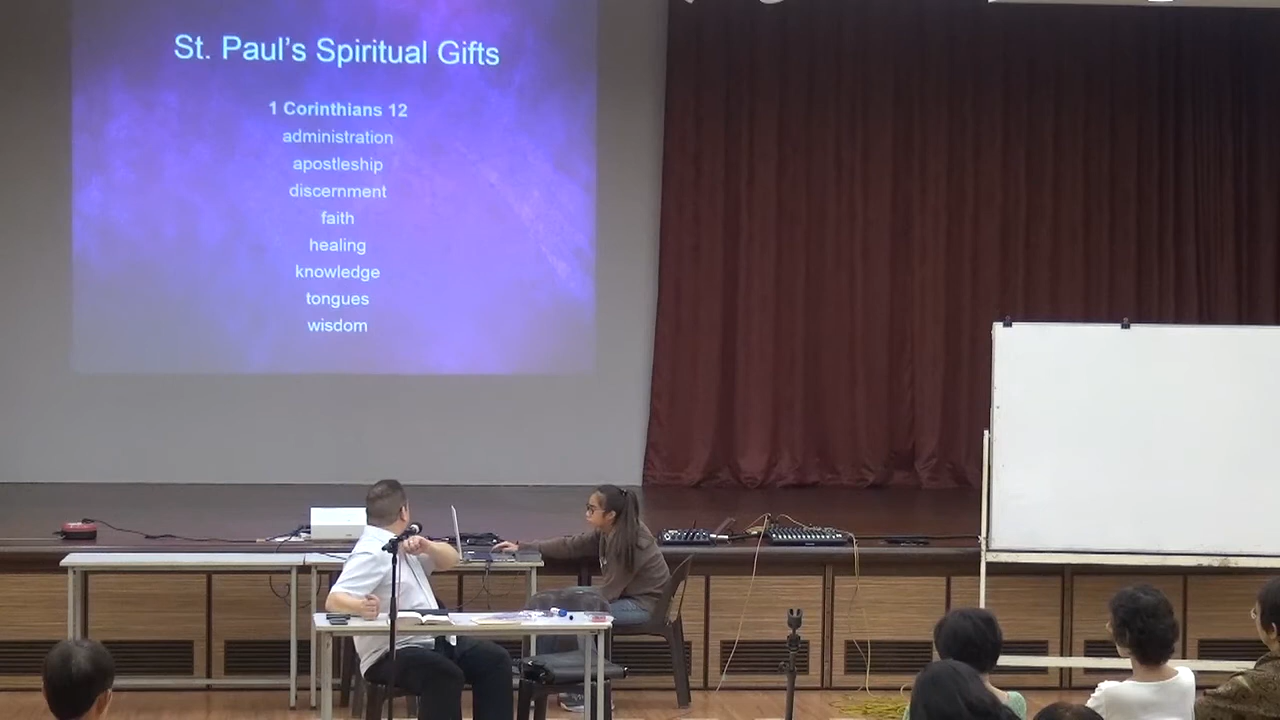 St. Paul's Spiritual Gifts
1 Corinthians 12
administration
apostleship
discernment
faith
healing
knowledge
tongues
wisdom